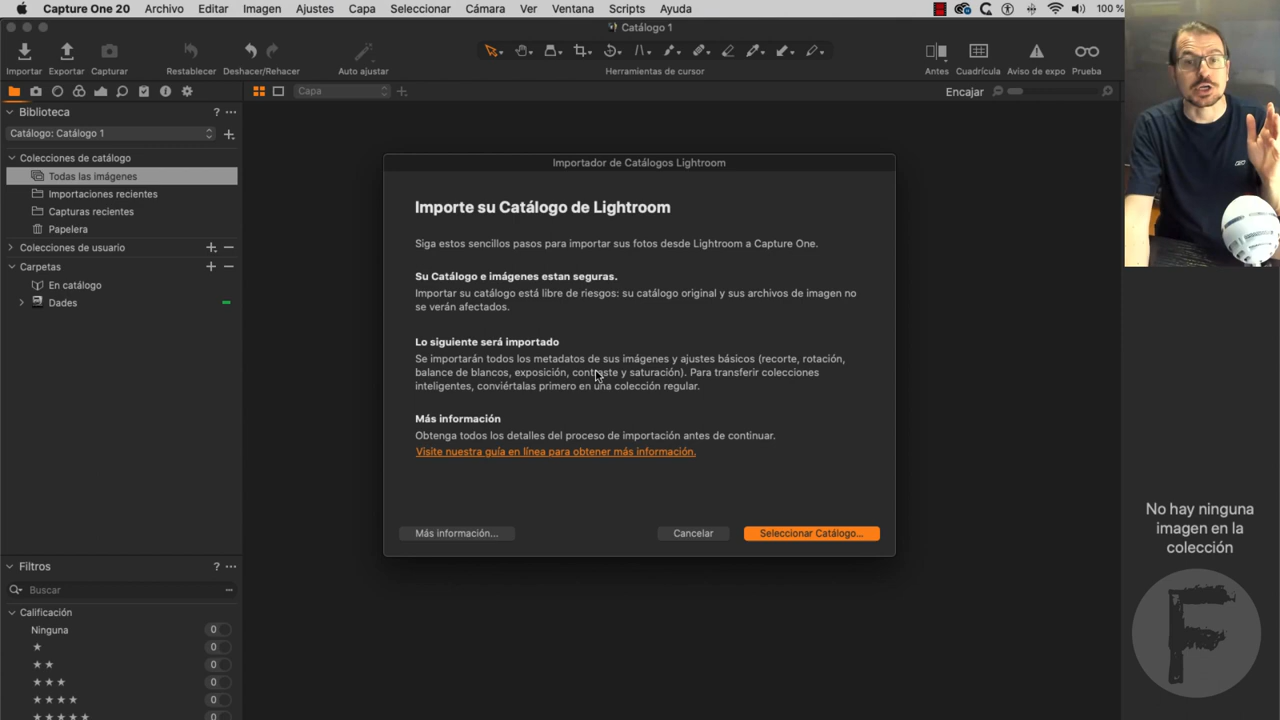 Capture One 20 Archivo Editar Imagen Ajustes Capa Seleccionar Cámara Ver Ventana Scripts Ayuda 100 %
Catálogo 1
Importar Exportar Capturar Restablecer Deshacer/Rehacer Auto ajustar Herramientas de cursor Antes Cuadrícula Aviso de expo Prueba
Capa Encajar
Biblioteca ? ...
Catálogo: Catálogo 1
Colecciones de catálogo
Todas las imágenes
Importaciones recientes
Capturas recientes
Papelera
Colecciones de usuario
Carpetas
En catálogo
Dades
Importador de Catálogos Lightroom
Importe su Catálogo de Lightroom
Siga estos sencillos pasos para importar sus fotos desde Lightroom a Capture One.
Su Catálogo e imágenes estan seguras.
Importar su catálogo está libre de riesgos: su catálogo original y sus archivos de imagen no
se verán afectados.
Lo siguiente será importado
Se importarán todos los metadatos de sus imágenes y ajustes básicos (recorte, rotación,
balance de blancos, exposición, contraste y saturación). Para transferir colecciones
inteligentes, conviértalas primero en una colección regular.
Más información
Obtenga todos los detalles del proceso de importación antes de continuar.
Visite nuestra guía en línea para obtener más información.
Más información... Cancelar Seleccionar Catálogo...
No hay ninguna
imagen en la
colección
F
Filtros ? ...
Buscar
Calificación
Ninguna 0
★ 0
★★ 0
★★★ 0
★★★★ 0
★★★★★ 0